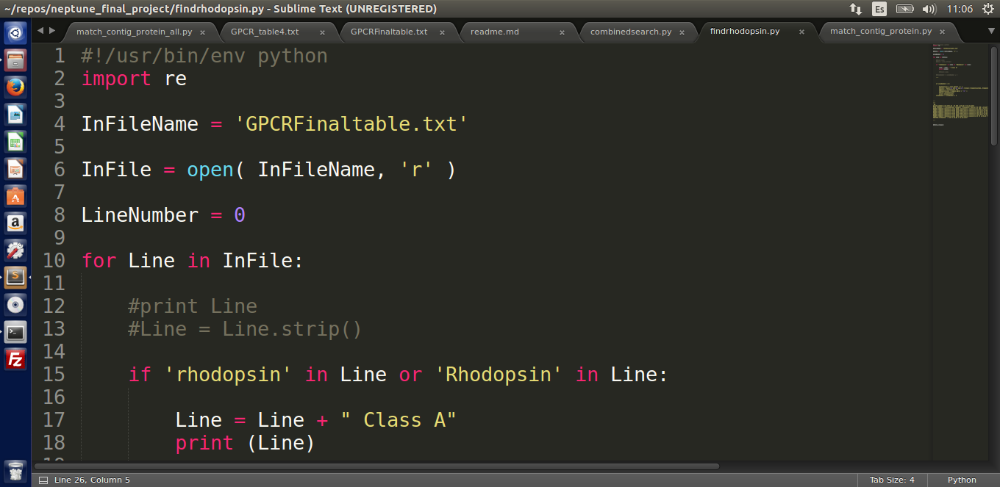 ~/repos/neptune_final_project/findrhodopsin.py - Sublime Text (UNREGISTERED)
Es
11:06
match_contig_protein_all.py
GPCR_table4.txt
GPCRFinaltable.txt
readme.md
combinedsearch.py
findrhodopsin.py
match_contig_protein.py
1 #!/usr/bin/env python
2 import re
3
4 InFileName = 'GPCRFinaltable.txt'
5
6 InFile = open( InFileName, 'r' )
7
8 LineNumber = 0
9
10 for Line in InFile:
11
12 #print Line
13 #Line = Line.strip()
14
15 if 'rhodopsin' in Line or 'Rhodopsin' in Line:
16
17 Line = Line + " Class A"
18 print (Line)
Line 26, Column 5
Tab Size: 4
Python